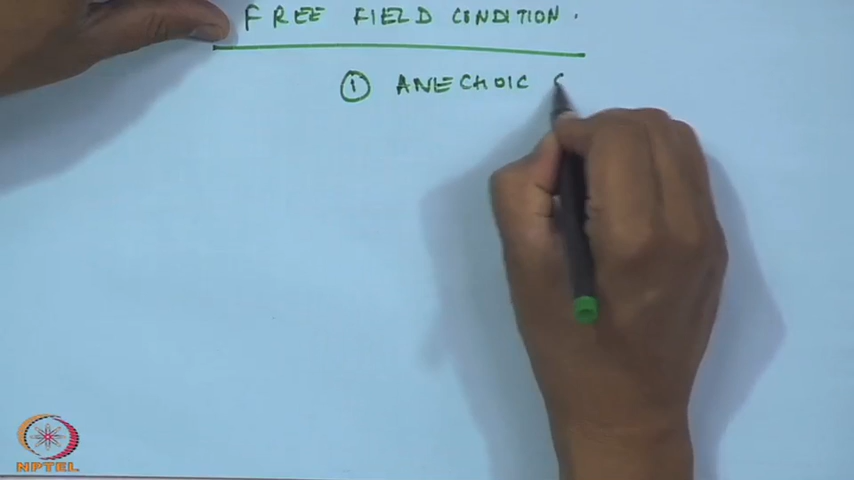 FREE FIELD CONDITION.
① ANECHOIC C
NPTEL